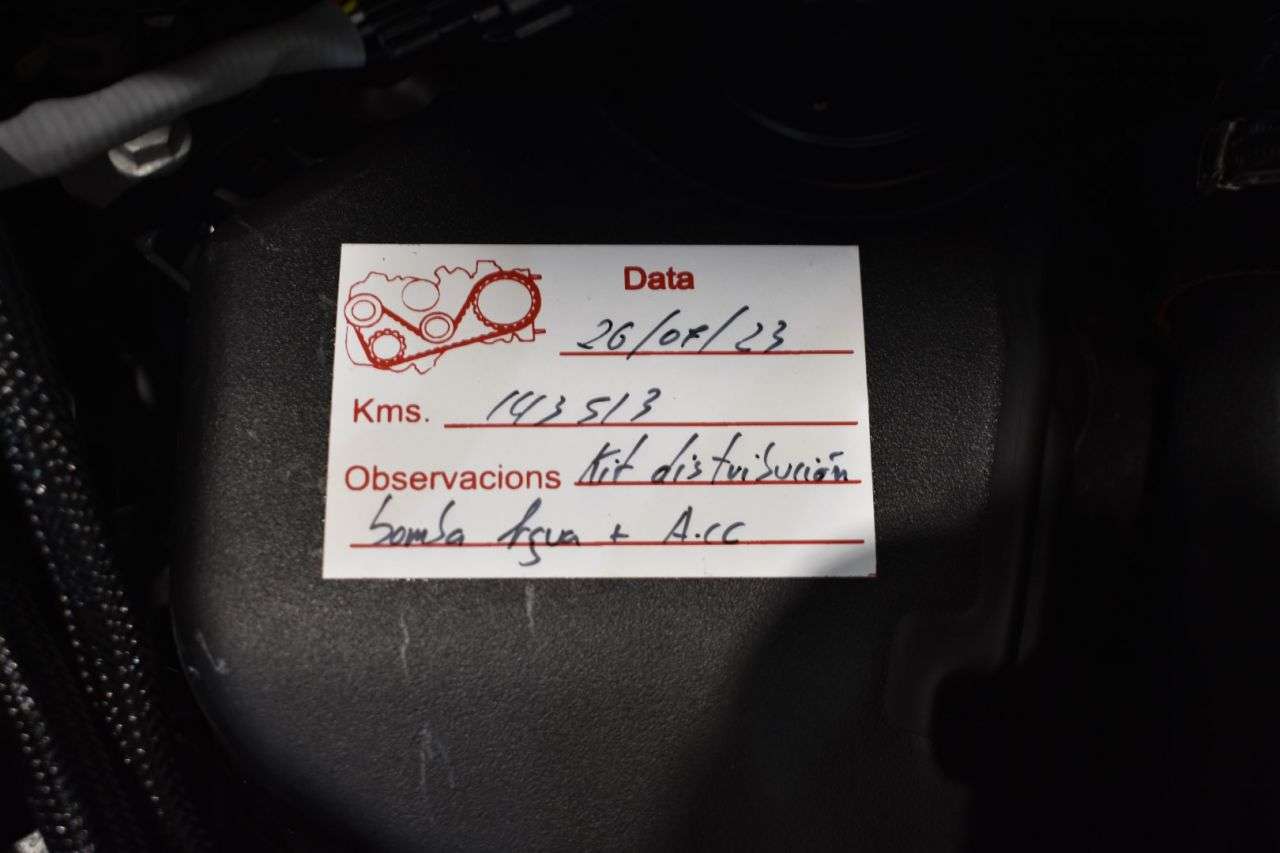 Data
26/07/23
Kms. 143513
Observacions Kit distribución
bomba Agua + A.CC